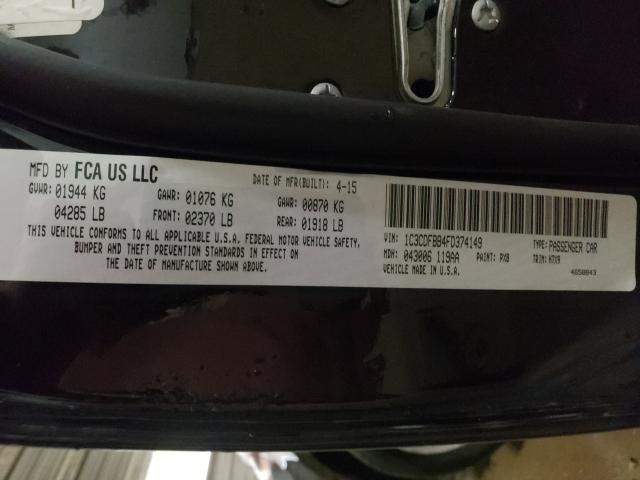 MFD BY FCA US LLC DATE OF MFR(BUILT): 4-15
GVWR: 01944 KG GAWR: 01076 KG GAWR: 00870 KG
04285 LB FRONT: 02370 LB REAR: 01918 LB
THIS VEHICLE CONFORMS TO ALL APPLICABLE U.S.A. FEDERAL MOTOR VEHICLE SAFETY,
BUMPER AND THEFT PREVENTION STANDARDS IN EFFECT ON
THE DATE OF MANUFACTURE SHOWN ABOVE.
VIN: 1C3CDFBB4FD374149 TYPE: PASSENGER CAR
MDH: 043006 119AA PAINT: PX8 TRIM: HTX9
VEHICLE MADE IN U.S.A. 4650843